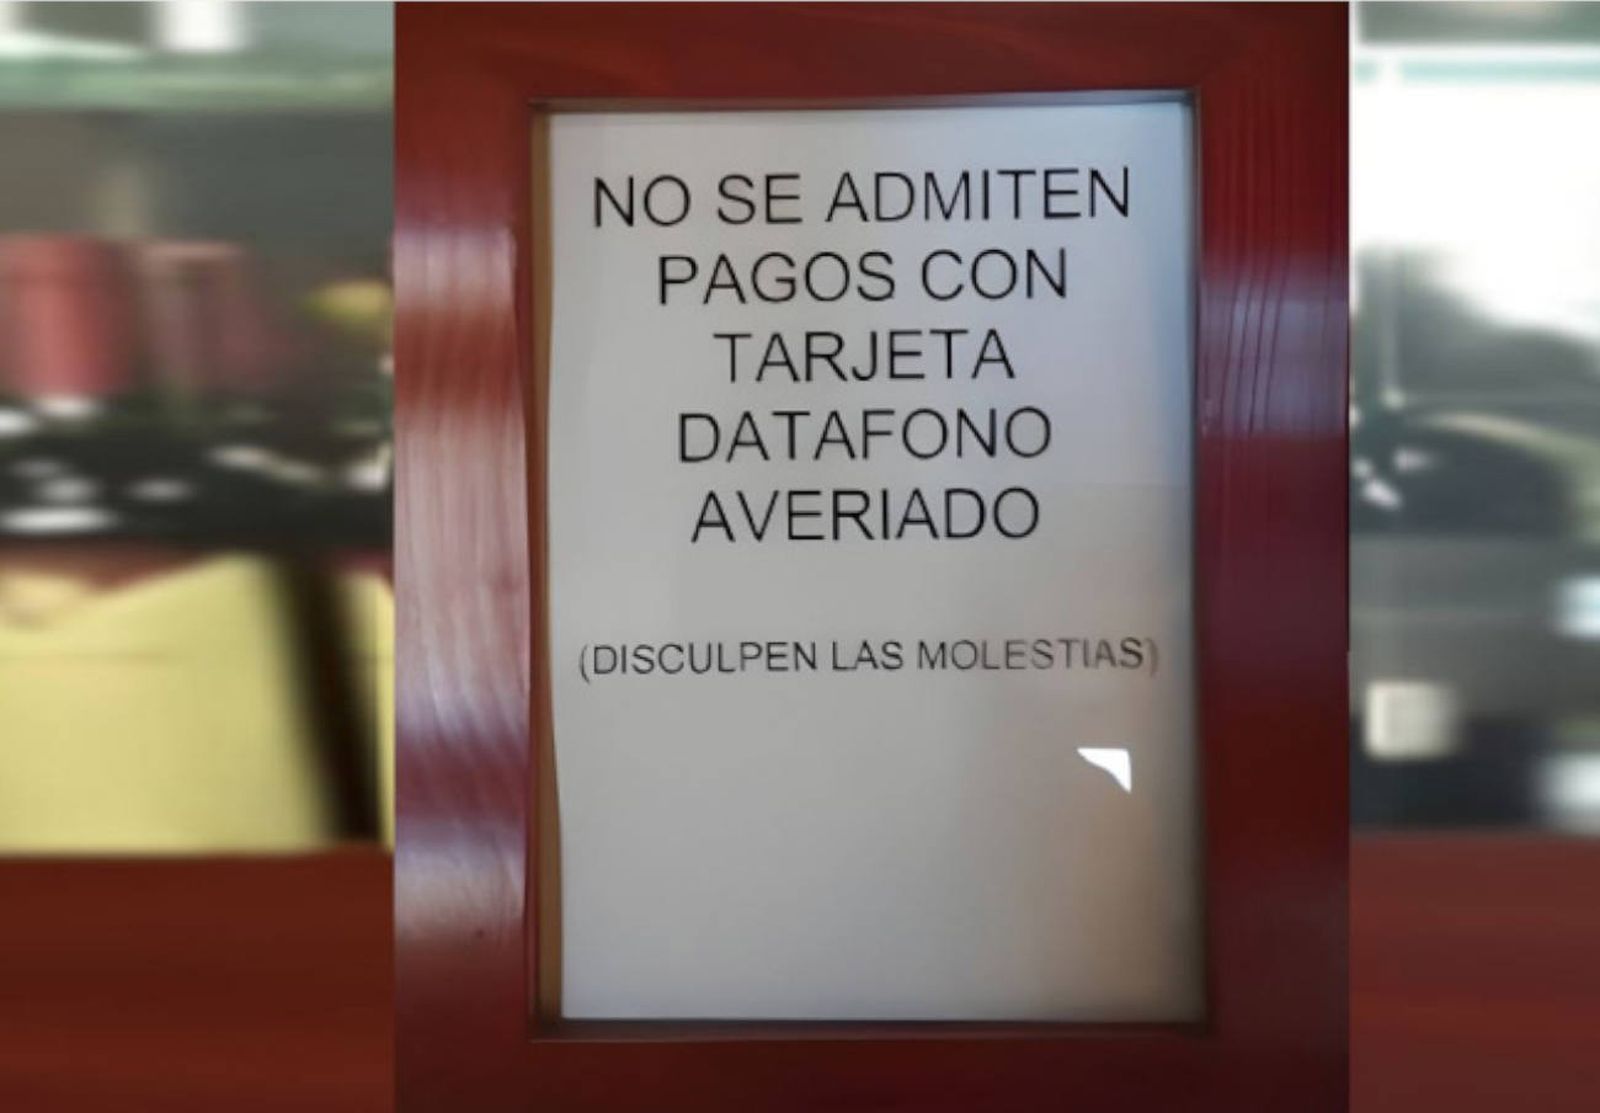 NO SE ADMITEN
PAGOS CON
TARJETA
DATAFONO
AVERIADO
(DISCULPEN LAS MOLESTIAS)